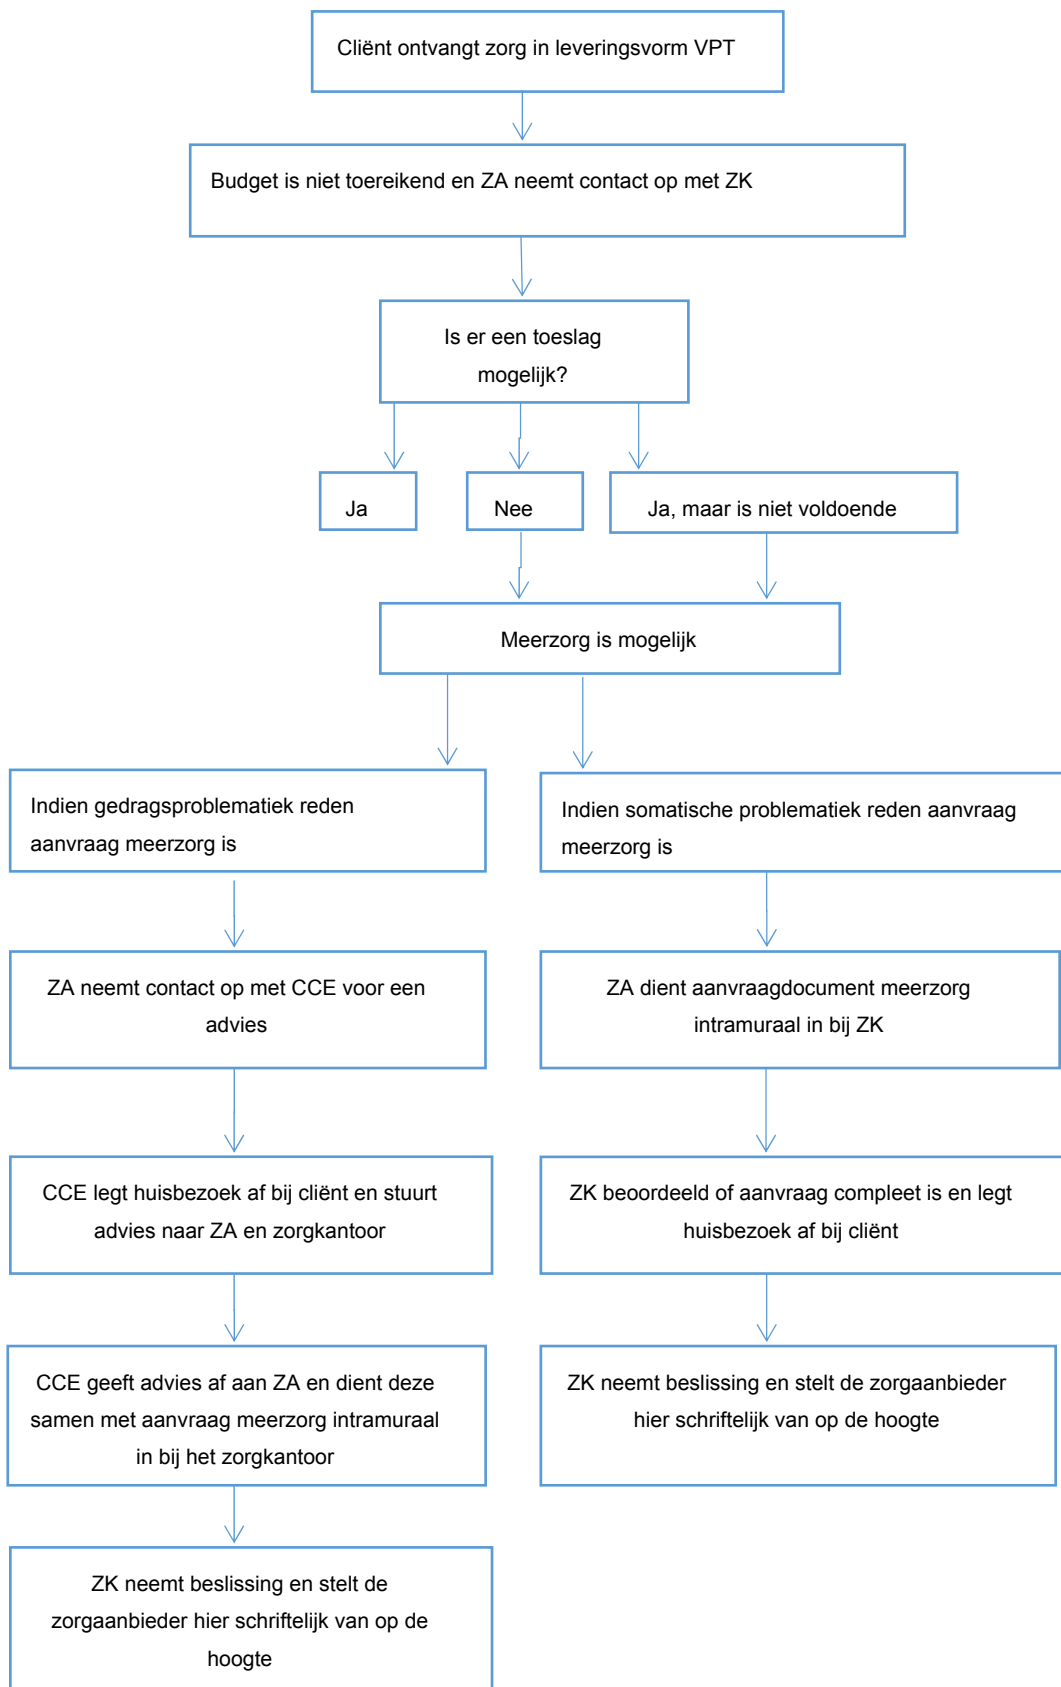 Cliënt ontvangt zorg in leveringsvorm VPT
Budget is niet toereikend en ZA neemt contact op met ZK
Is er een toeslag
mogelijk?
Ja
Nee
Ja, maar is niet voldoende
Meerzorg is mogelijk
Indien gedragsproblematiek reden
aanvraag meerzorg is
Indien somatische problematiek reden aanvraag
meerzorg is
ZA neemt contact op met CCE voor een
advies
ZA dient aanvraagdocument meerzorg
intramuraal in bij ZK
CCE legt huisbezoek af bij cliënt en stuurt
advies naar ZA en zorgkantoor
ZK beoordeeld of aanvraag compleet is en legt
huisbezoek af bij cliënt
CCE geeft advies af aan ZA en dient deze
samen met aanvraag meerzorg intramuraal
in bij het zorgkantoor
ZK neemt beslissing en stelt de zorgaanbieder
hier schriftelijk van op de hoogte
ZK neemt beslissing en stelt de
zorgaanbieder hier schriftelijk van op de
hoogte